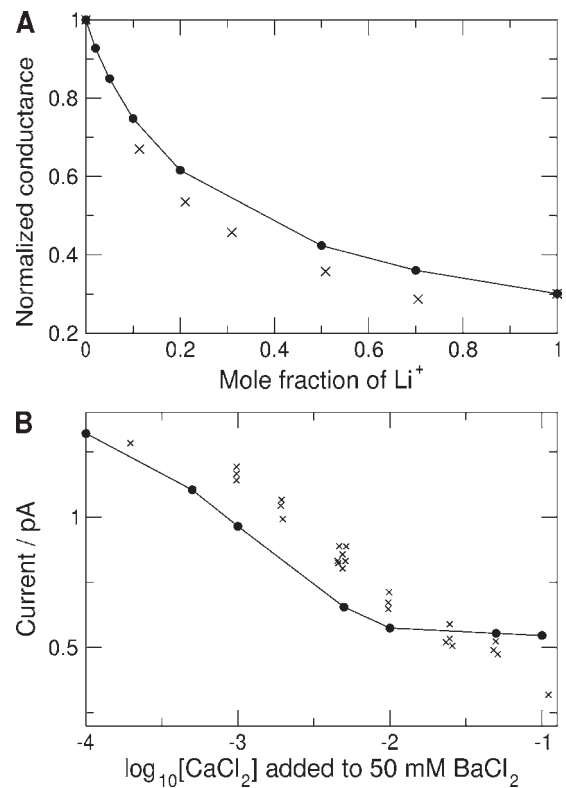 A
1
0.8
0.6
0.4
0.2
Normalized conductance
0 0.2 0.4 0.6 0.8 1
Mole fraction of Li⁺
B
1
0.5
Current / pA
-4 -3 -2 -1
log₁₀[CaCl₂] added to 50 mM BaCl₂